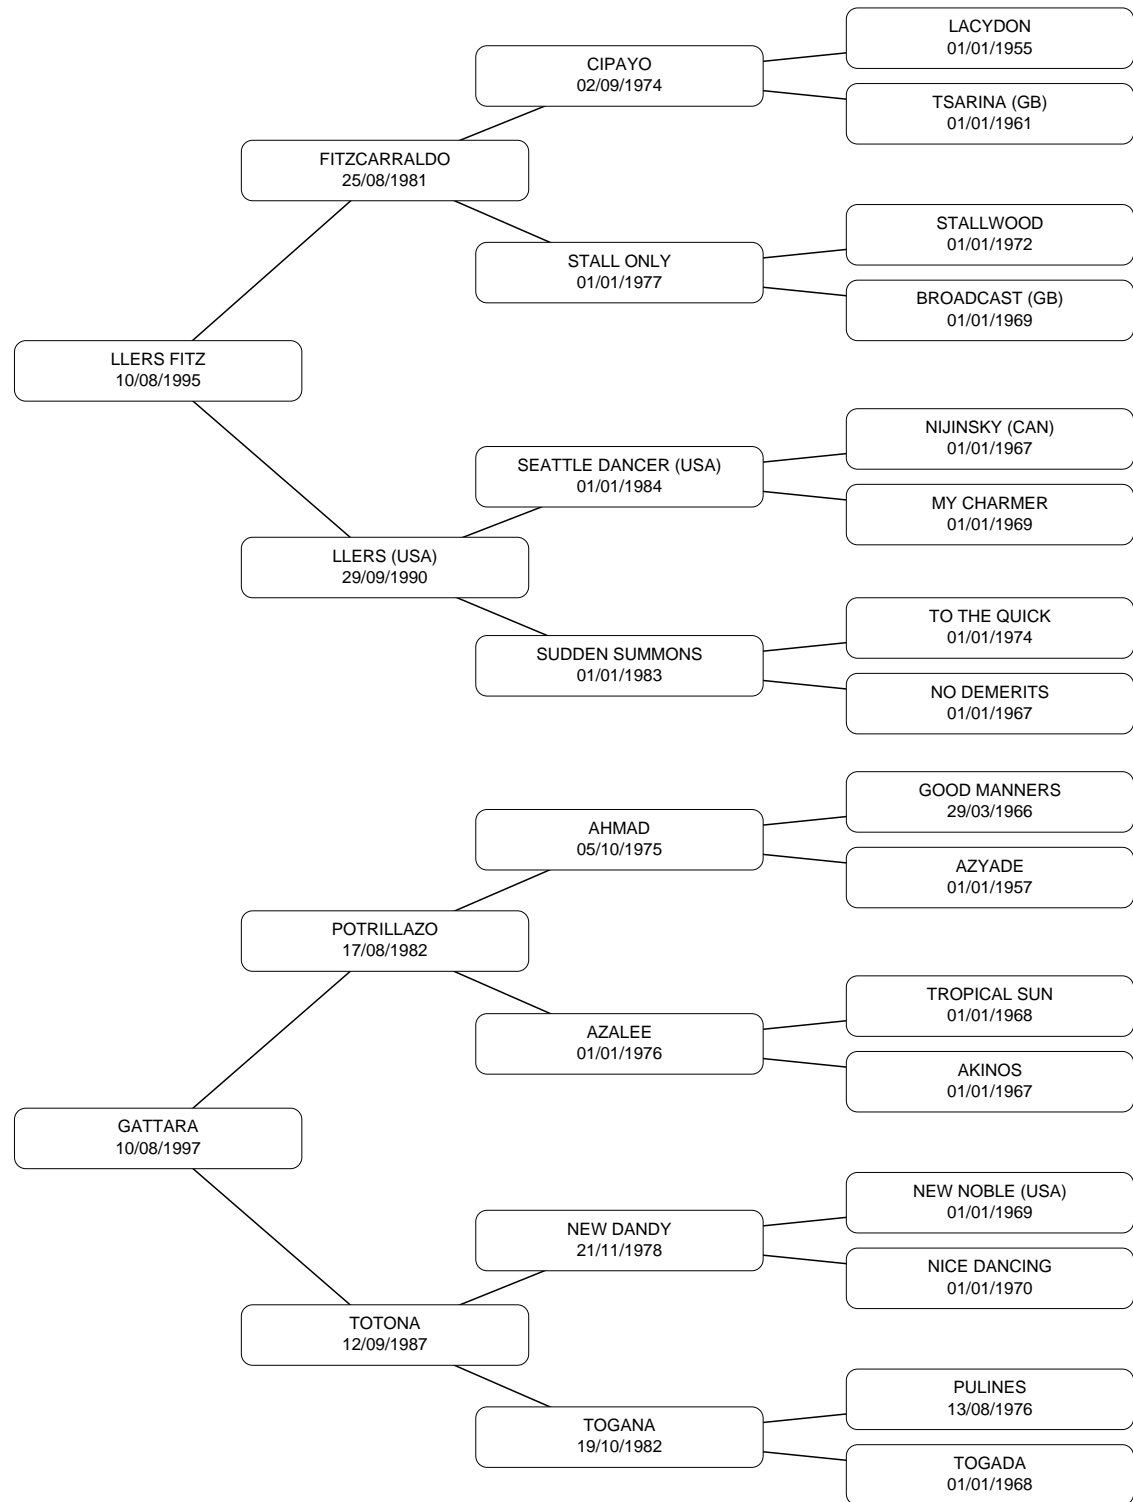 LACYDON
01/01/1955
CIPAYO
02/09/1974
TSARINA (GB)
01/01/1961
FITZCARRALDO
25/08/1981
STALLWOOD
01/01/1972
STALL ONLY
01/01/1977
BROADCAST (GB)
01/01/1969
LLERS FITZ
10/08/1995
NIJINSKY (CAN)
01/01/1967
SEATTLE DANCER (USA)
01/01/1984
MY CHARMER
01/01/1969
LLERS (USA)
29/09/1990
TO THE QUICK
01/01/1974
SUDDEN SUMMONS
01/01/1983
NO DEMERITS
01/01/1967
GOOD MANNERS
29/03/1966
AHMAD
05/10/1975
AZYADE
01/01/1957
POTRILLAZO
17/08/1982
TROPICAL SUN
01/01/1968
AZALEE
01/01/1976
AKINOS
01/01/1967
GATTARA
10/08/1997
NEW NOBLE (USA)
01/01/1969
NEW DANDY
21/11/1978
NICE DANCING
01/01/1970
TOTONA
12/09/1987
PULINES
13/08/1976
TOGANA
19/10/1982
TOGADA
01/01/1968